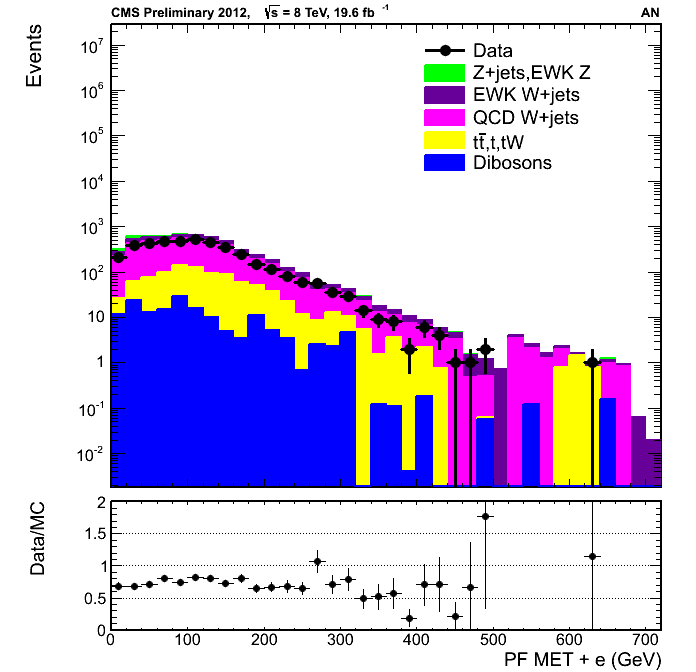 CMS Preliminary 2012, √s = 8 TeV, 19.6 fb⁻¹ AN
Events
10⁷
10⁶
10⁵
10⁴
10³
10²
10
1
10⁻¹
10⁻²
Data
Z+jets,EWK Z
EWK W+jets
QCD W+jets
tt̄,t,tW
Dibosons
Data/MC
2
1.5
1
0.5
0
0 100 200 300 400 500 600 700
PF MET + e (GeV)